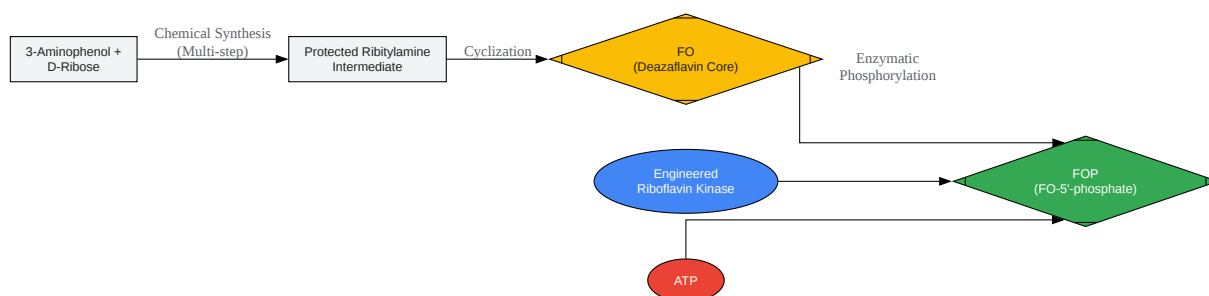 3-Aminophenol +
D-Ribose
Chemical Synthesis
(Multi-step)
Protected Ribitylamine
Intermediate
Cyclization
FO
(Deazaflavin Core)
Enzymatic
Phosphorylation
Engineered
Riboflavin Kinase
FOP
(FO-5'-phosphate)
ATP